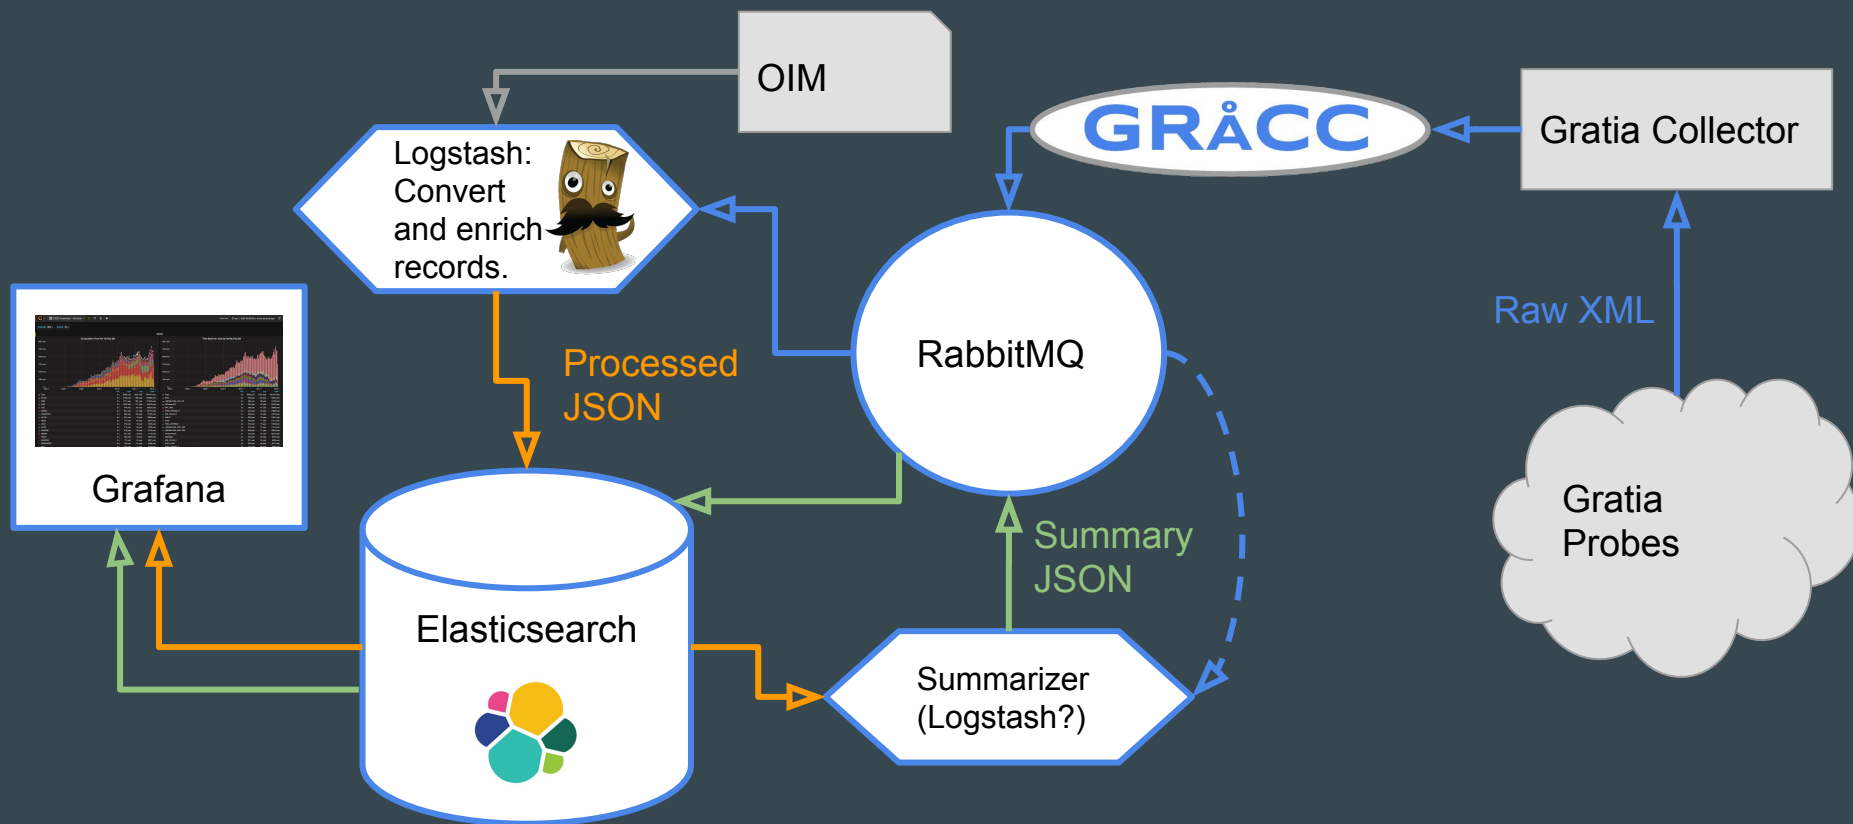 OIM
GRÅCC
Gratia Collector
Logstash:
Convert
and enrich
records.
Raw XML
RabbitMQ
Processed
JSON
Grafana
Gratia
Probes
Summary
JSON
Elasticsearch
Summarizer
(Logstash?)